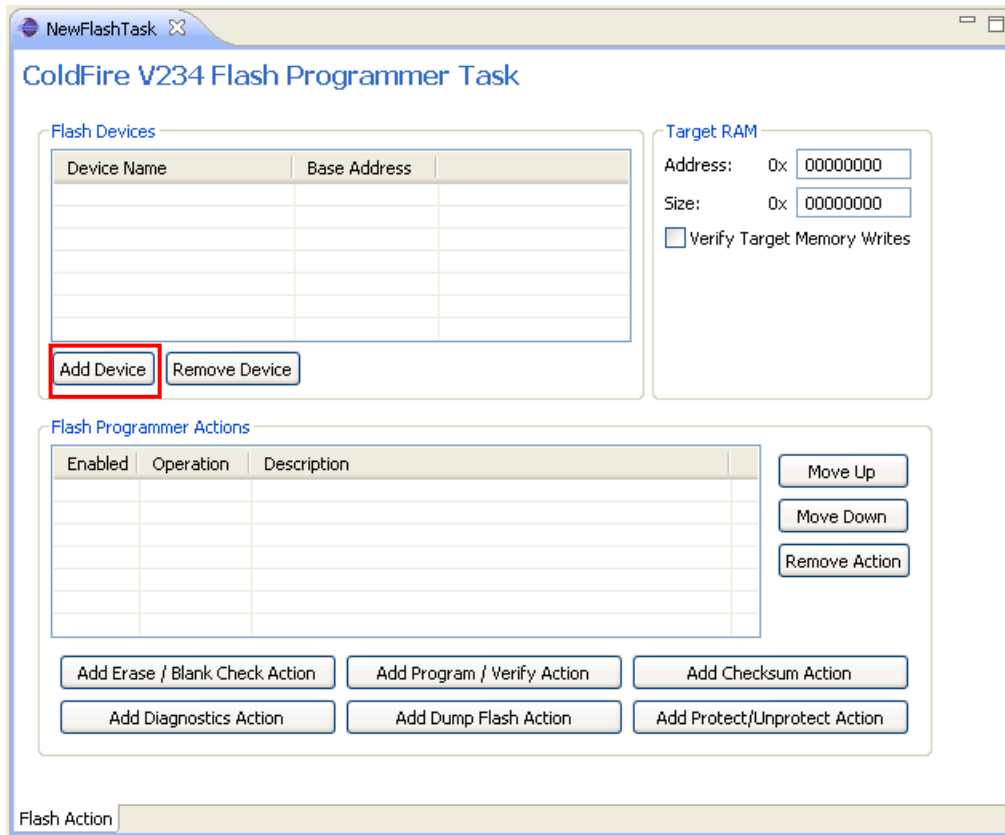 NewFlashTask
ColdFire V234 Flash Programmer Task
Flash Devices
Device Name Base Address
Add Device Remove Device
Target RAM
Address: 0x 00000000
Size: 0x 00000000
Verify Target Memory Writes
Flash Programmer Actions
Enabled Operation Description
Move Up
Move Down
Remove Action
Add Erase / Blank Check Action Add Program / Verify Action Add Checksum Action
Add Diagnostics Action Add Dump Flash Action Add Protect/Unprotect Action
Flash Action